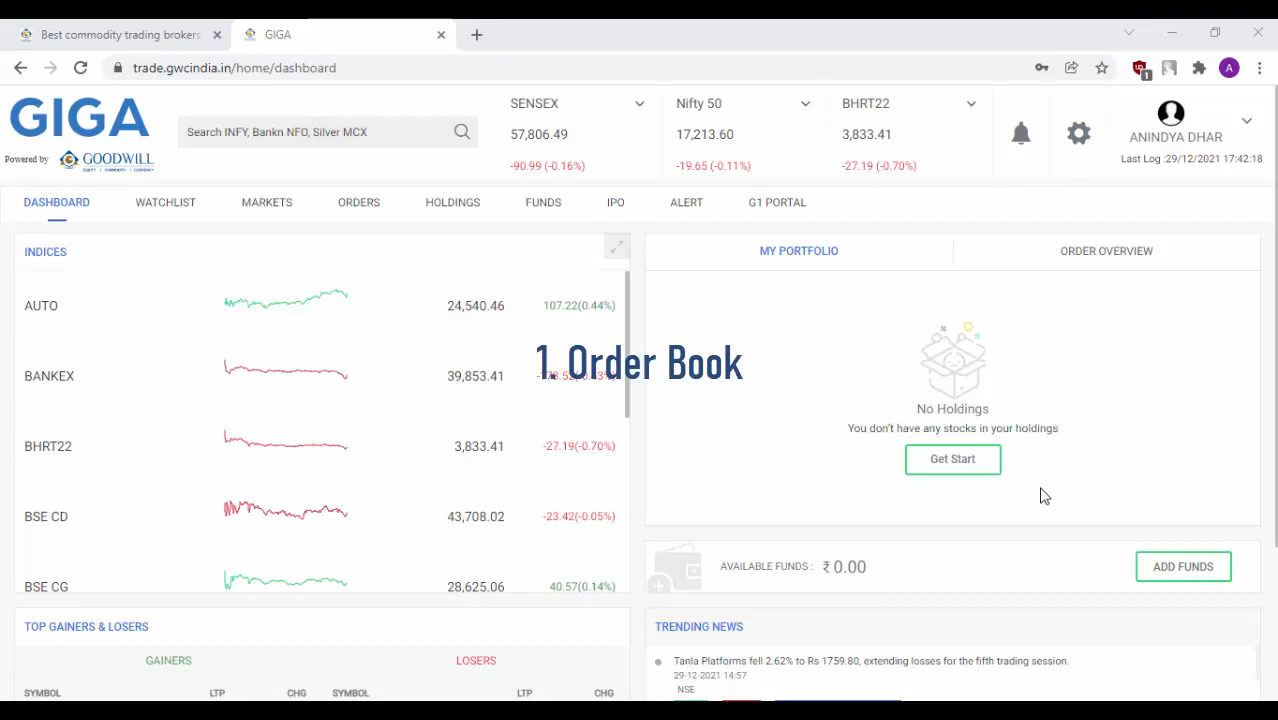 Best commodity trading brokers
GIGA
trade.gwcindia.in/home/dashboard
1
A
GIGA
Powered by GOODWILL
EQUITY | COMMODITY | CURRENCY
Search INFY, Bankn NFO, Silver MCX
SENSEX
57,806.49
-90.99 (-0.16%)
Nifty 50
17,213.60
-19.65 (-0.11%)
BHRT22
3,833.41
-27.19 (-0.70%)
ANINDYA DHAR
Last Log :29/12/2021 17:42:18
DASHBOARD WATCHLIST MARKETS ORDERS HOLDINGS FUNDS IPO ALERT G1 PORTAL
INDICES
AUTO 24,540.46 107.22(0.44%)
BANKEX 39,853.41
BHRT22 3,833.41 -27.19(-0.70%)
BSE CD 43,708.02 -23.42(-0.05%)
BSE CG 28,625.06 40.57(0.14%)
1. Order Book
MY PORTFOLIO ORDER OVERVIEW
No Holdings
You don't have any stocks in your holdings
Get Start
AVAILABLE FUNDS : ₹ 0.00 ADD FUNDS
TOP GAINERS & LOSERS
GAINERS LOSERS
SYMBOL LTP CHG SYMBOL LTP CHG
TRENDING NEWS
Tanla Platforms fell 2.62% to Rs 1759.80, extending losses for the fifth trading session.
29-12-2021 14:57
NSE